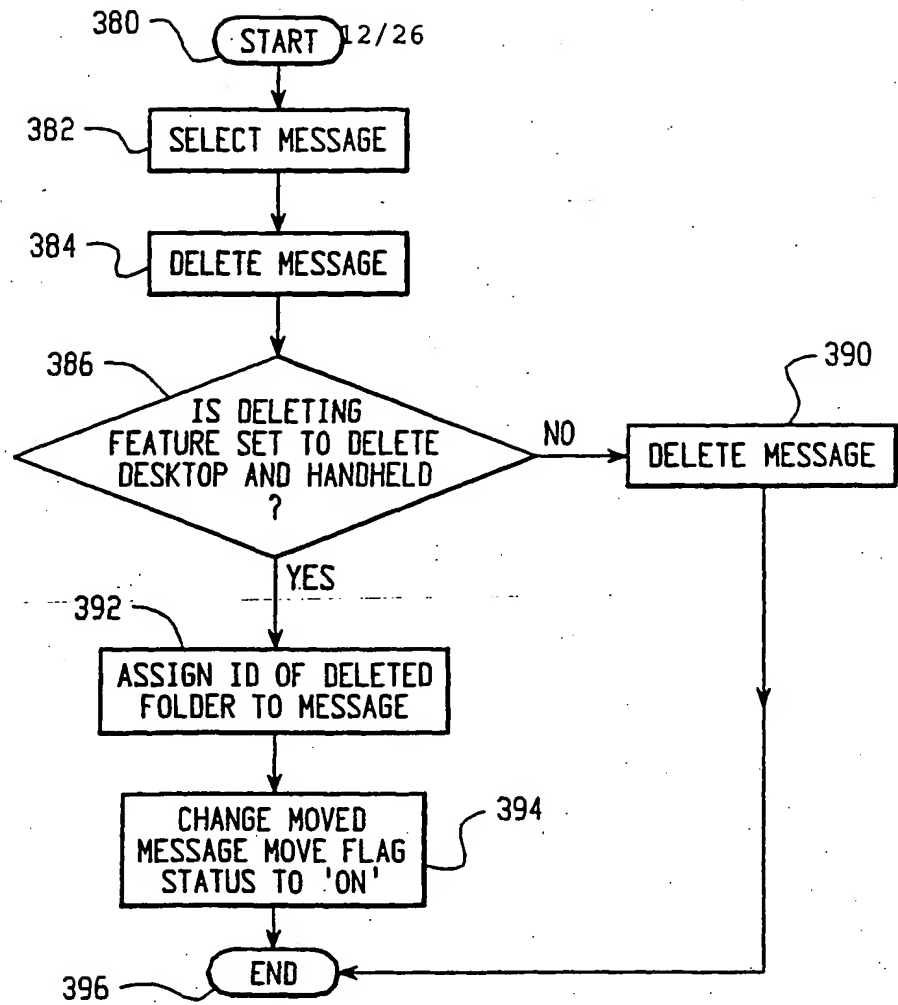 380
START 12/26
382
SELECT MESSAGE
384
DELETE MESSAGE
386
IS DELETING
FEATURE SET TO DELETE
DESKTOP AND HANDHELD
?
NO
390
DELETE MESSAGE
YES
392
ASSIGN ID OF DELETED
FOLDER TO MESSAGE
CHANGE MOVED
MESSAGE MOVE FLAG
STATUS TO 'ON'
394
END
396